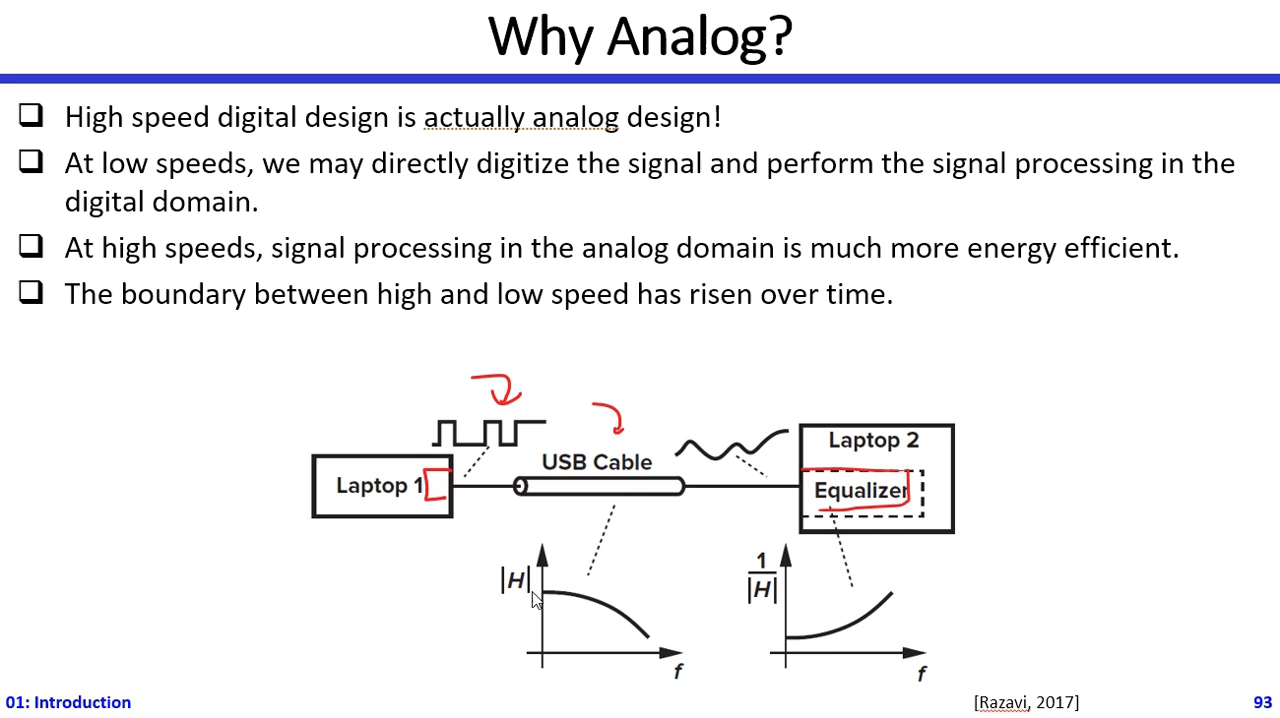 Why Analog?
High speed digital design is actually analog design!
At low speeds, we may directly digitize the signal and perform the signal processing in the
digital domain.
At high speeds, signal processing in the analog domain is much more energy efficient.
The boundary between high and low speed has risen over time.
Laptop 1
USB Cable
Laptop 2
Equalizer
|H|
f
1
|H|
f
01: Introduction
[Razavi, 2017]
93